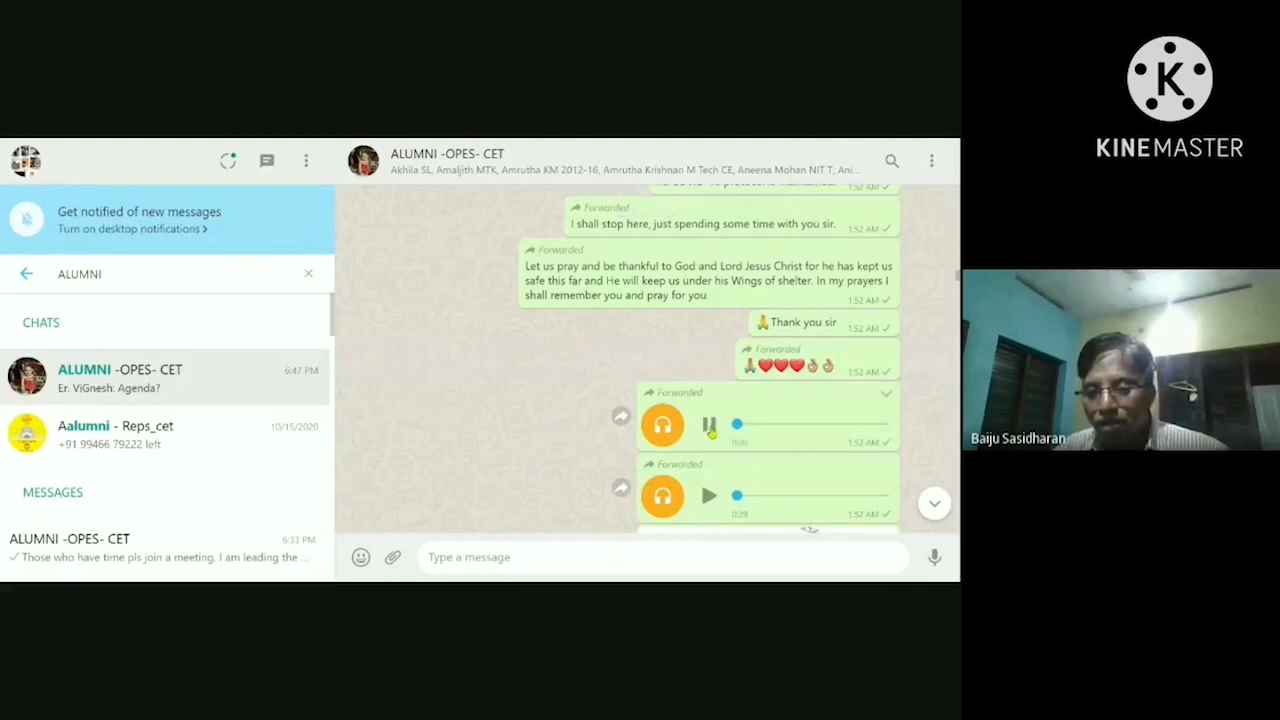 KINEMASTER
ALUMNI -OPES- CET
Akhila SL, Amaljith MTK, Amrutha KM 2012-16, Amrutha Krishnan M Tech CE, Aneena Mohan NIT T, Ani...
Get notified of new messages
Turn on desktop notifications >
ALUMNI
CHATS
ALUMNI -OPES- CET
6:47 PM
Er. ViGnesh: Agenda?
Aalumni - Reps_cet
10/15/2020
+91 99466 79222 left
MESSAGES
ALUMNI -OPES- CET
6:33 PM
Those who have time pls join a meeting. I am leading the ...
1:52 AM
Forwarded
I shall stop here, just spending some time with you sir.
1:52 AM
Forwarded
Let us pray and be thankful to God and Lord Jesus Christ for he has kept us
safe this far and He will keep us under his Wings of shelter. In my prayers I
shall remember you and pray for you.
1:52 AM
🙏Thank you sir
1:52 AM
Forwarded
🙏❤️❤️❤️👌👌
1:52 AM
Forwarded
0:00
1:52 AM
Forwarded
0:29
1:52 AM
Type a message
Baiju Sasidharan